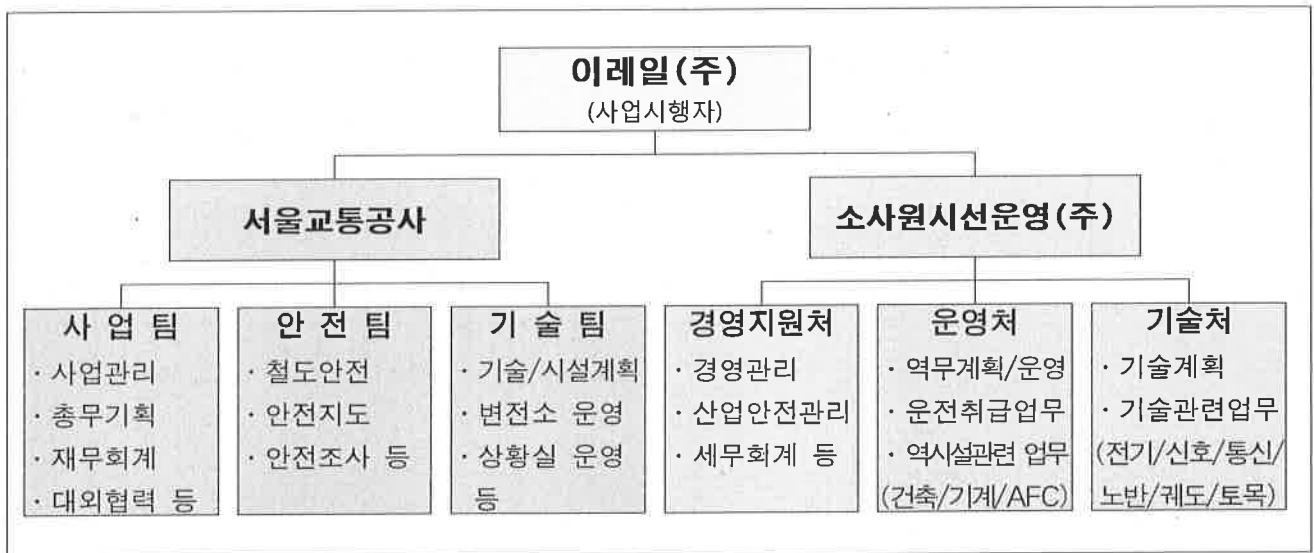 이레일(주)
(사업시행자)
서울교통공사
소사원시선운영(주)
사 업 팀
· 사업관리
· 총무기획
· 재무회계
· 대외협력 등
안 전 팀
· 철도안전
· 안전지도
· 안전조사 등
기 술 팀
· 기술/시설계획
· 변전소 운영
· 상황실 운영
등
경영지원처
· 경영관리
· 산업안전관리
· 세무회계 등
운영처
· 역무계획/운영
· 운전취급업무
· 역시설관련 업무
(건축/기계/AFC)
기술처
· 기술계획
· 기술관련업무
(전기/신호/통신/
노반/궤도/토목)